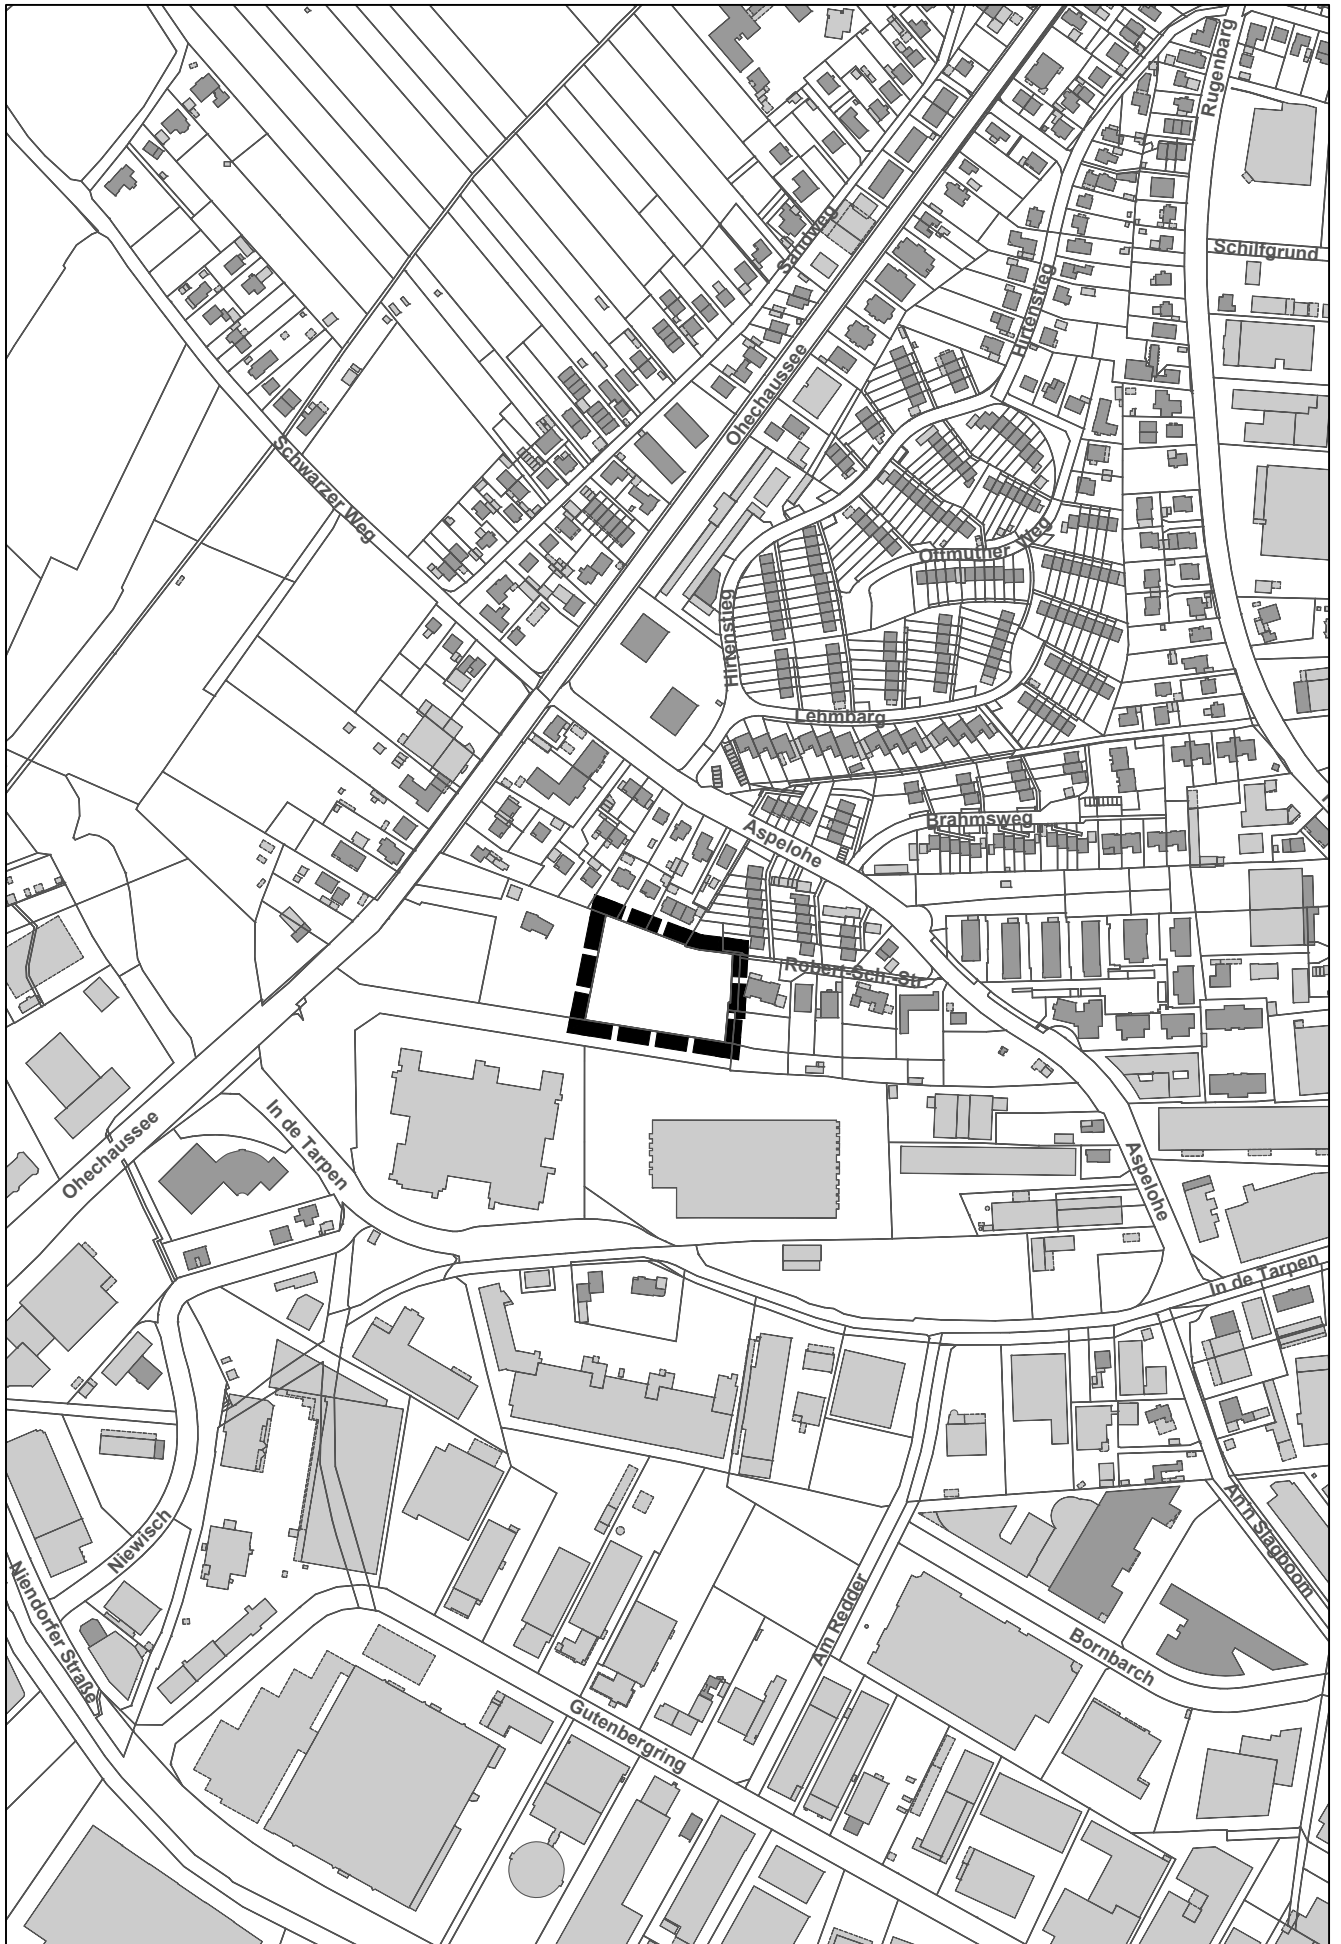 Rugenbarg
Schilfgrund
Sandweg
Hirtenstieg
Ohechaussee
Schwarzer Weg
Offmuther Weg
Hirtenstieg
Lehmbarg
Aspelohe
Brahmsweg
Robert-Sch.-Str.
Ohechaussee
In de Tarpen
Aspelohe
In de Tarpen
Niewisch
Niendorfer Straße
An'n Slagboom
Am Redder
Bornbarch
Gutenbergring